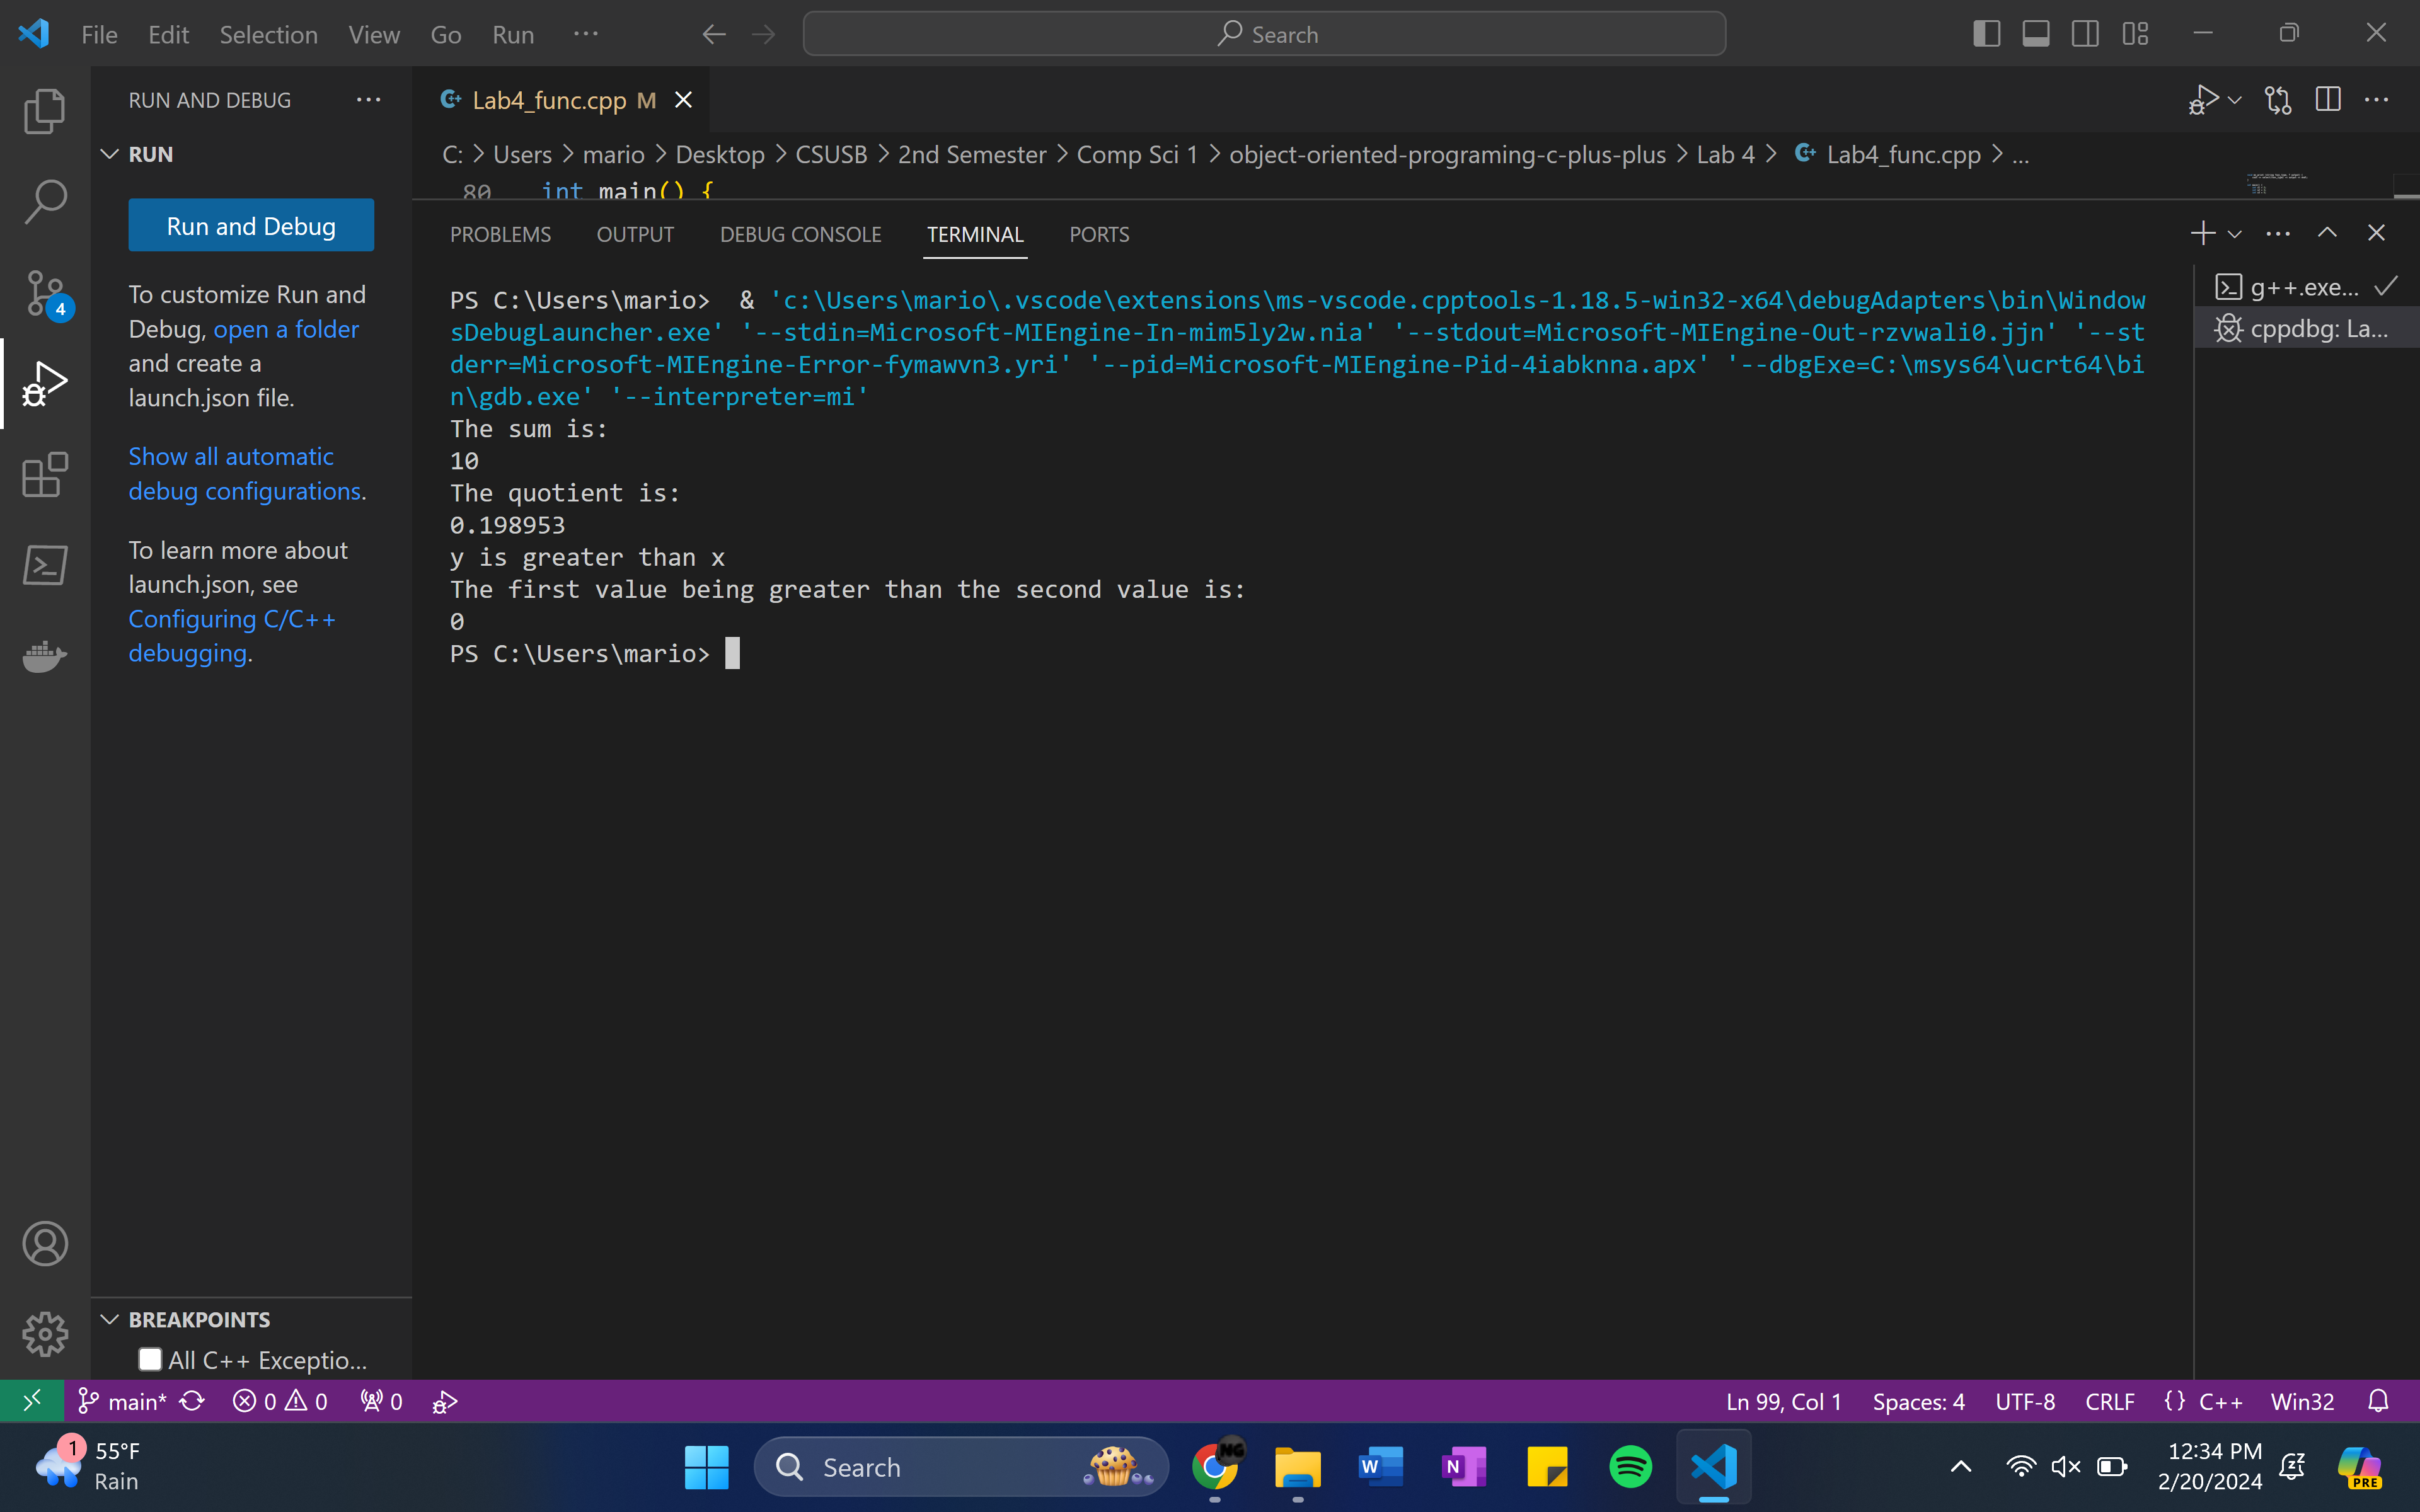 File Edit Selection View Go Run ... Search
RUN AND DEBUG ...
Lab4_func.cpp M
RUN
C: > Users > mario > Desktop > CSUSB > 2nd Semester > Comp Sci 1 > object-oriented-programing-c-plus-plus > Lab 4 > Lab4_func.cpp > ...
80 int main() {
Run and Debug
To customize Run and
Debug, open a folder
and create a
launch.json file.
Show all automatic
debug configurations.
To learn more about
launch.json, see
Configuring C/C++
debugging.
PROBLEMS OUTPUT DEBUG CONSOLE TERMINAL PORTS
PS C:\Users\mario>  & 'c:\Users\mario\.vscode\extensions\ms-vscode.cpptools-1.18.5-win32-x64\debugAdapters\bin\Window
sDebugLauncher.exe' '--stdin=Microsoft-MIEngine-In-mim5ly2w.nia' '--stdout=Microsoft-MIEngine-Out-rzvwali0.jjn' '--st
derr=Microsoft-MIEngine-Error-fymawvn3.yri' '--pid=Microsoft-MIEngine-Pid-4iabknna.apx' '--dbgExe=C:\msys64\ucrt64\bi
n\gdb.exe' '--interpreter=mi'
The sum is:
10
The quotient is:
0.198953
y is greater than x
The first value being greater than the second value is:
0
PS C:\Users\mario>
g++.exe...
cppdbg: La...
4
BREAKPOINTS
All C++ Exceptio...
main* 0 0 0
Ln 99, Col 1 Spaces: 4 UTF-8 CRLF {} C++ Win32
1
55°F
Rain
Search
NG
W
N
12:34 PM
2/20/2024
PRE